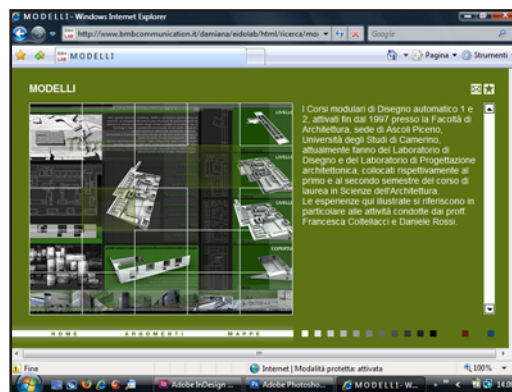 MODELLI - Windows Internet Explorer
http://www.bmbcommunication.it/damiana/eidolab/html/ricerca/mo
Google
MODELLI
Pagina
Strumenti
MODELLI
I Corsi modulari di Disegno automatico 1 e
2, attivati fin dal 1997 presso la Facoltà di
Architettura, sede di Ascoli Piceno,
Università degli Studi di Camerino,
attualmente fanno del Laboratorio di
Disegno e del Laboratorio di Progettazione
architettonica, collocati rispettivamente al
primo e al secondo semestre del corso di
laurea in Scienze dell'Architettura.
Le esperienze qui illustrate si riferiscono in
particolare alle attività condotte dai proff.
Francesca Coltellacci e Daniele Rossi.
LIVELLO
LIVELLO
LIVELLO
COPERTU
HOME ARGOMENTI MAPPE
Fine
Internet | Modalità protetta: attivata
100%
Adobe InDesign ...
Adobe Photosho...
MODELLI - W...